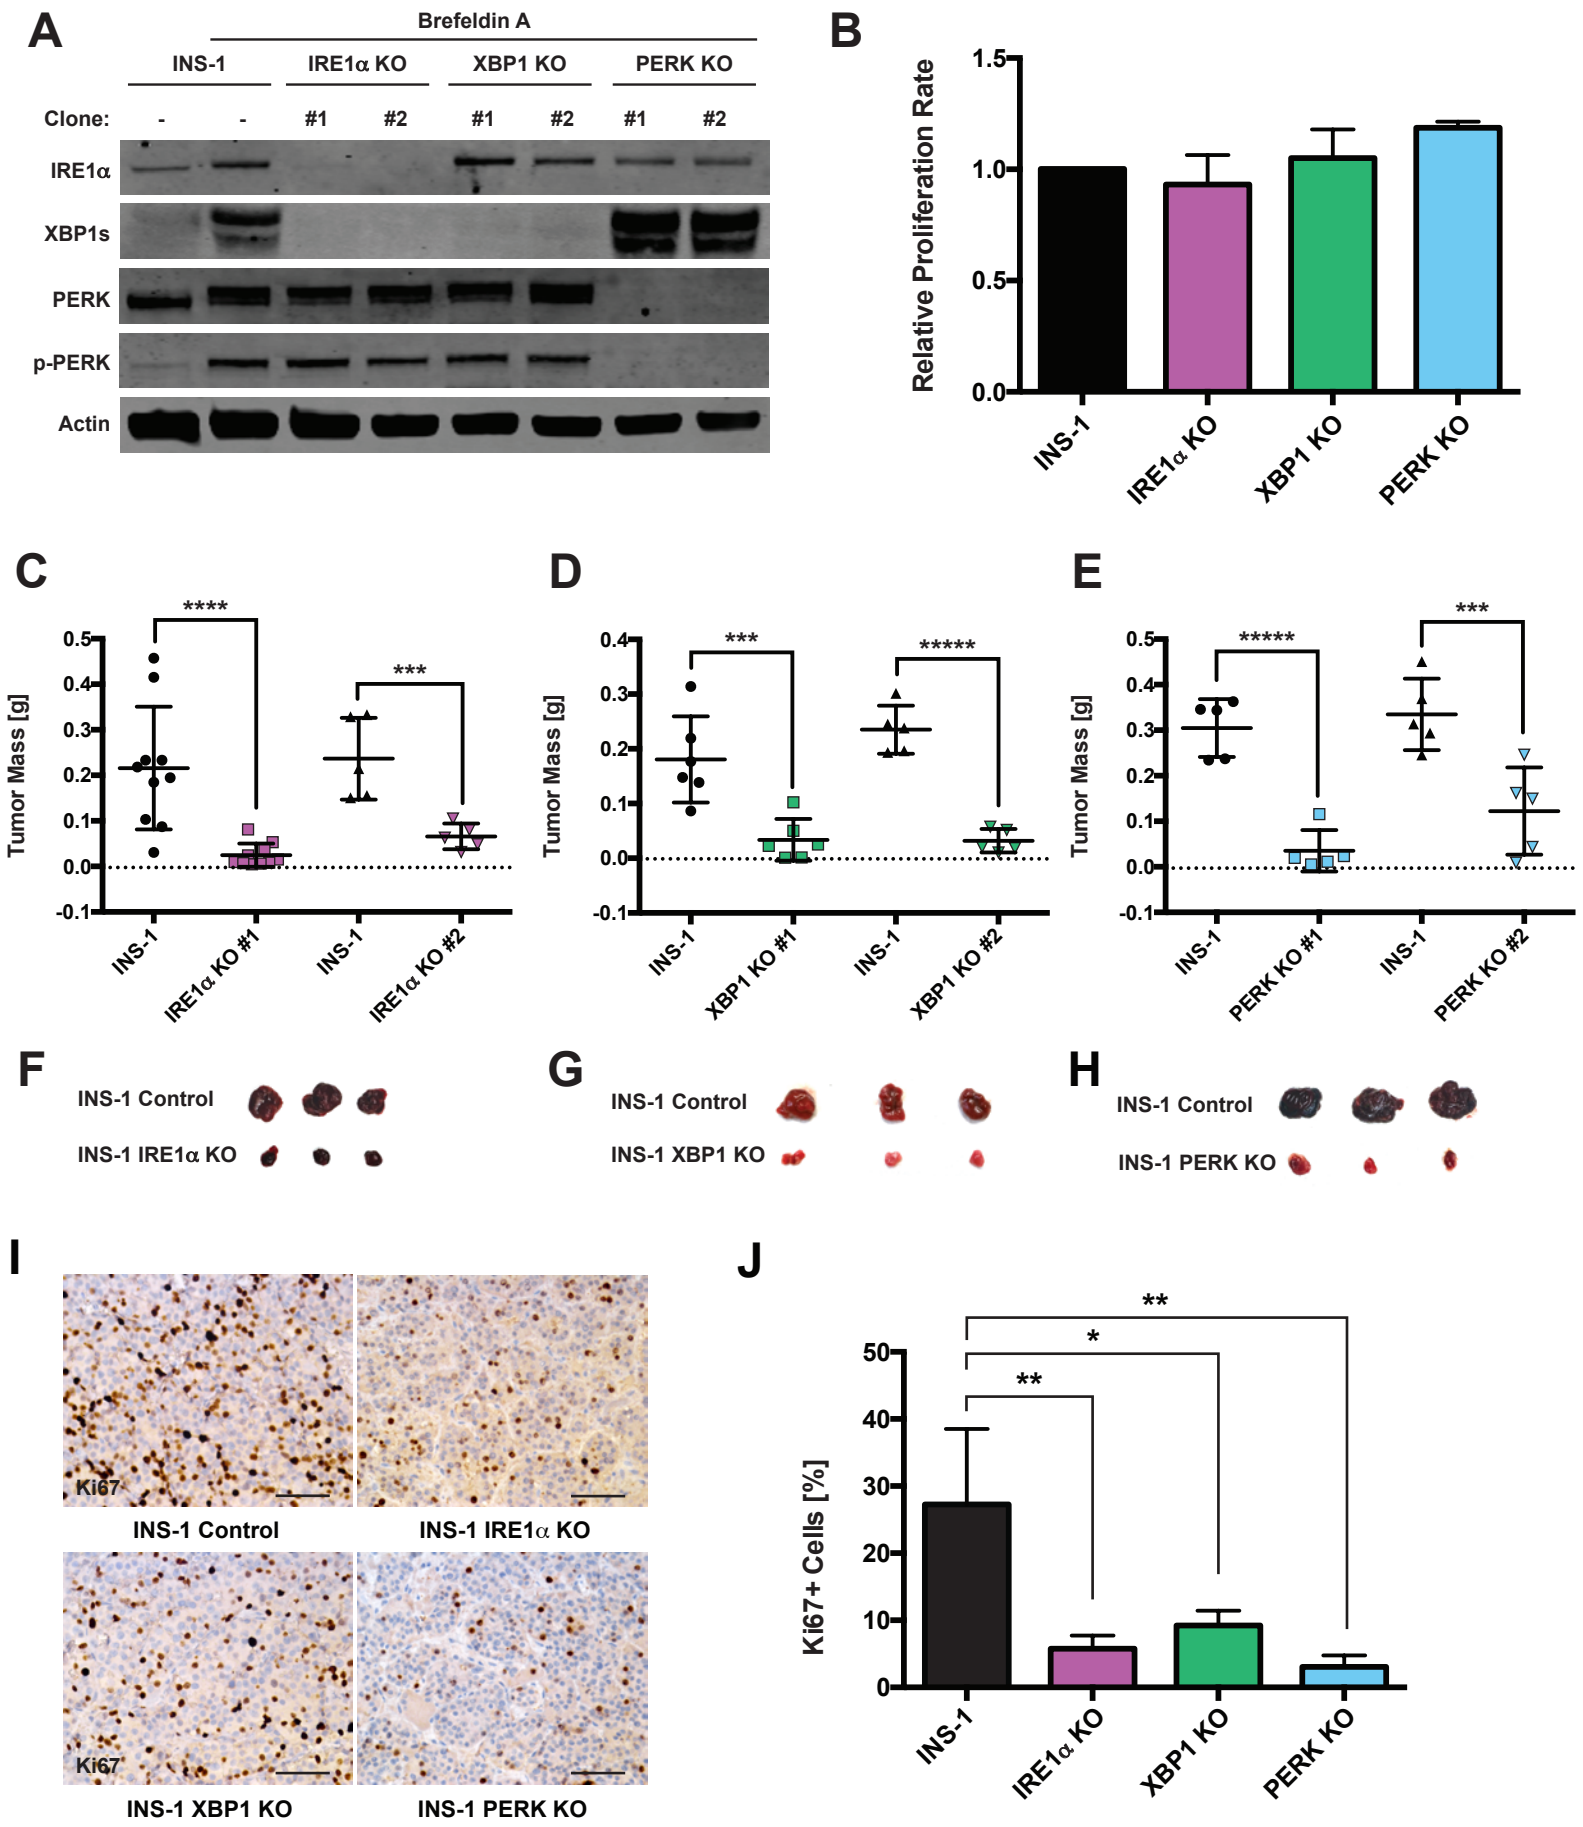 A
Brefeldin A
INS-1 IRE1α KO XBP1 KO PERK KO
Clone: - - #1 #2 #1 #2 #1 #2
IRE1α
XBP1s
PERK
p-PERK
Actin
B
Relative Proliferation Rate
1.5
1.0
0.5
0.0
INS-1
IRE1α KO
XBP1 KO
PERK KO
C
Tumor Mass [g]
0.5
0.4
0.3
0.2
0.1
0.0
-0.1
****
***
INS-1
IRE1α KO #1
INS-1
IRE1α KO #2
D
Tumor Mass [g]
0.4
0.3
0.2
0.1
0.0
-0.1
***
*****
INS-1
XBP1 KO #1
INS-1
XBP1 KO #2
E
Tumor Mass [g]
0.5
0.4
0.3
0.2
0.1
0.0
-0.1
*****
***
INS-1
PERK KO #1
INS-1
PERK KO #2
F
INS-1 Control
INS-1 IRE1α KO
G
INS-1 Control
INS-1 XBP1 KO
H
INS-1 Control
INS-1 PERK KO
I
Ki67
INS-1 Control
INS-1 IRE1α KO
Ki67
INS-1 XBP1 KO
INS-1 PERK KO
J
Ki67+ Cells [%]
50
40
30
20
10
0
**
*
**
INS-1
IRE1α KO
XBP1 KO
PERK KO